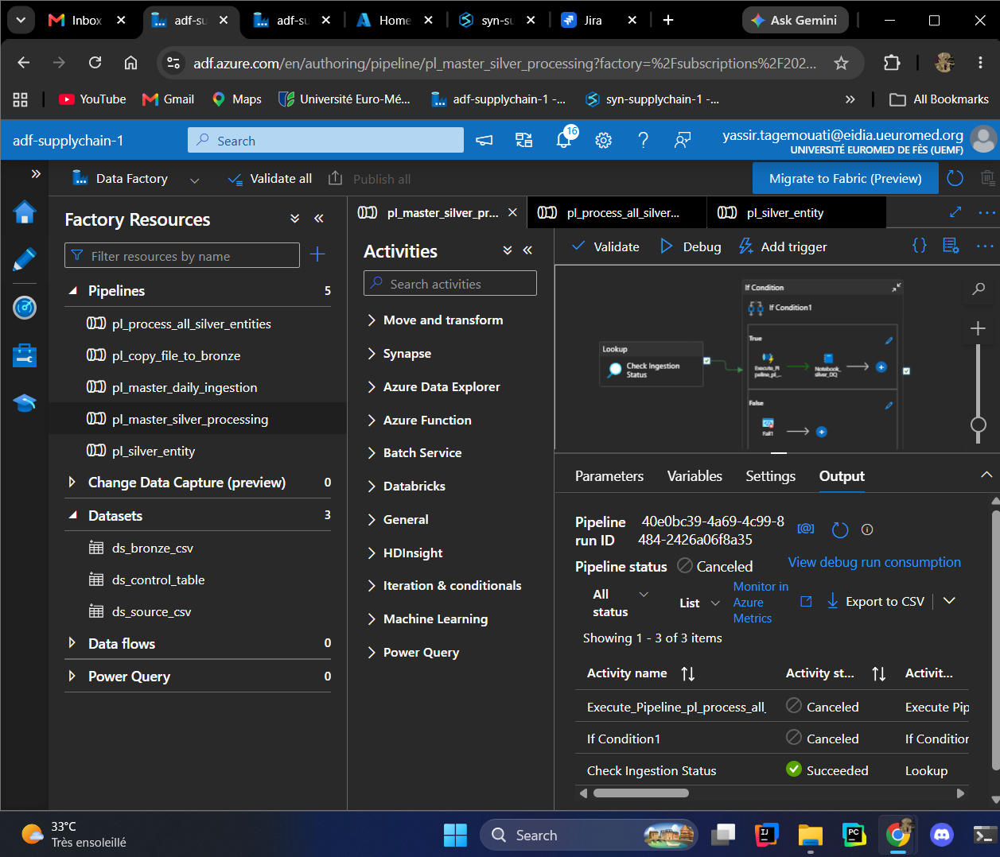 Inbox
adf-su
adf-su
Home
syn-su
Jira
Ask Gemini
adf.azure.com/en/authoring/pipeline/pl_master_silver_processing?factory=%2Fsubscriptions%2F202...
YouTube
Gmail
Maps
Université Euro-Mé...
adf-supplychain-1 -...
syn-supplychain-1 -...
All Bookmarks
adf-supplychain-1
Search
16
yassir.tagemouati@eidia.ueuromed.org
UNIVERSITÉ EUROMED DE FÈS (UEMF)
Data Factory
Validate all
Publish all
Migrate to Fabric (Preview)
Factory Resources
Filter resources by name
Pipelines 5
pl_process_all_silver_entities
pl_copy_file_to_bronze
pl_master_daily_ingestion
pl_master_silver_processing
pl_silver_entity
Change Data Capture (preview) 0
Datasets 3
ds_bronze_csv
ds_control_table
ds_source_csv
Data flows 0
Power Query 0
pl_master_silver_pr...
pl_process_all_silver...
pl_silver_entity
Activities
Search activities
Move and transform
Synapse
Azure Data Explorer
Azure Function
Batch Service
Databricks
General
HDInsight
Iteration & conditionals
Machine Learning
Power Query
Validate
Debug
Add trigger
Lookup
Check Ingestion
Status
If Condition
If Condition1
True
Execute_Pi
peline_pl_...
Notebook_
silver_DQ
False
Fail1
Parameters
Variables
Settings
Output
Pipeline
run ID
40e0bc39-4a69-4c99-8
484-2426a06f8a35
Pipeline status
Canceled
View debug run consumption
All
status
List
Monitor in
Azure
Metrics
Export to CSV
Showing 1 - 3 of 3 items
Activity name
Activity st...
Activit...
Execute_Pipeline_pl_process_all_
Canceled
Execute Pip
If Condition1
Canceled
If Condition
Check Ingestion Status
Succeeded
Lookup
33°C
Très ensoleillé
Search